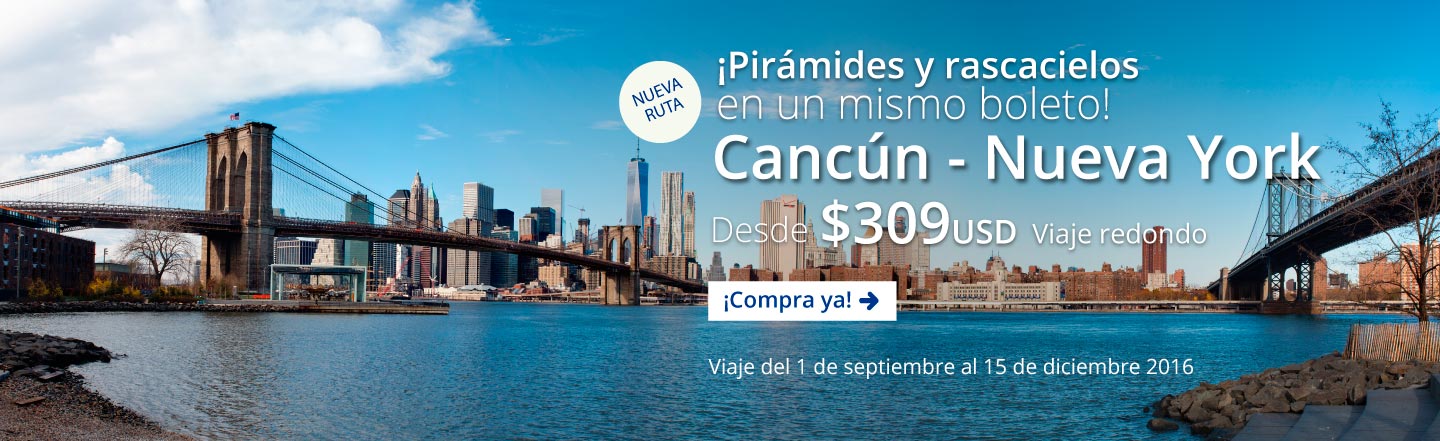 NUEVA
RUTA
¡Pirámides y rascacielos
en un mismo boleto!
Cancún - Nueva York
Desde $309USD Viaje redondo
¡Compra ya! ➔
Viaje del 1 de septiembre al 15 de diciembre 2016